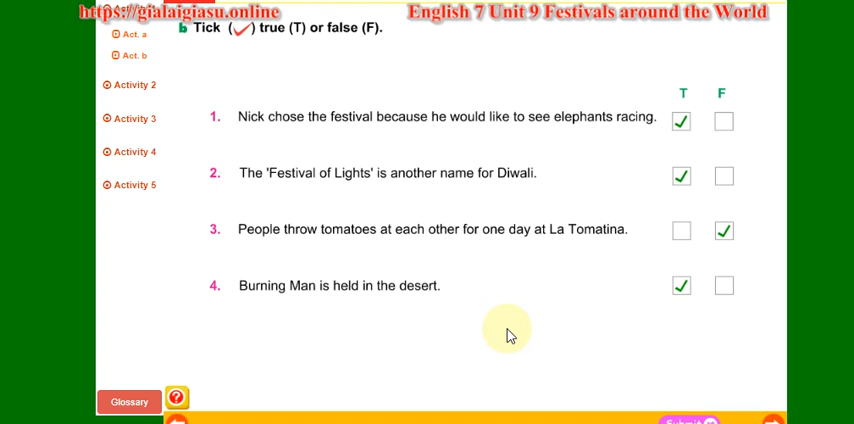 https://gialaigiasu.online English 7 Unit 9 Festivals around the World
Act. a
b Tick (✓) true (T) or false (F).
Act. b
Activity 2
Activity 3
Activity 4
Activity 5
T F
1. Nick chose the festival because he would like to see elephants racing.
2. The 'Festival of Lights' is another name for Diwali.
3. People throw tomatoes at each other for one day at La Tomatina.
4. Burning Man is held in the desert.
Glossary
?
Submit